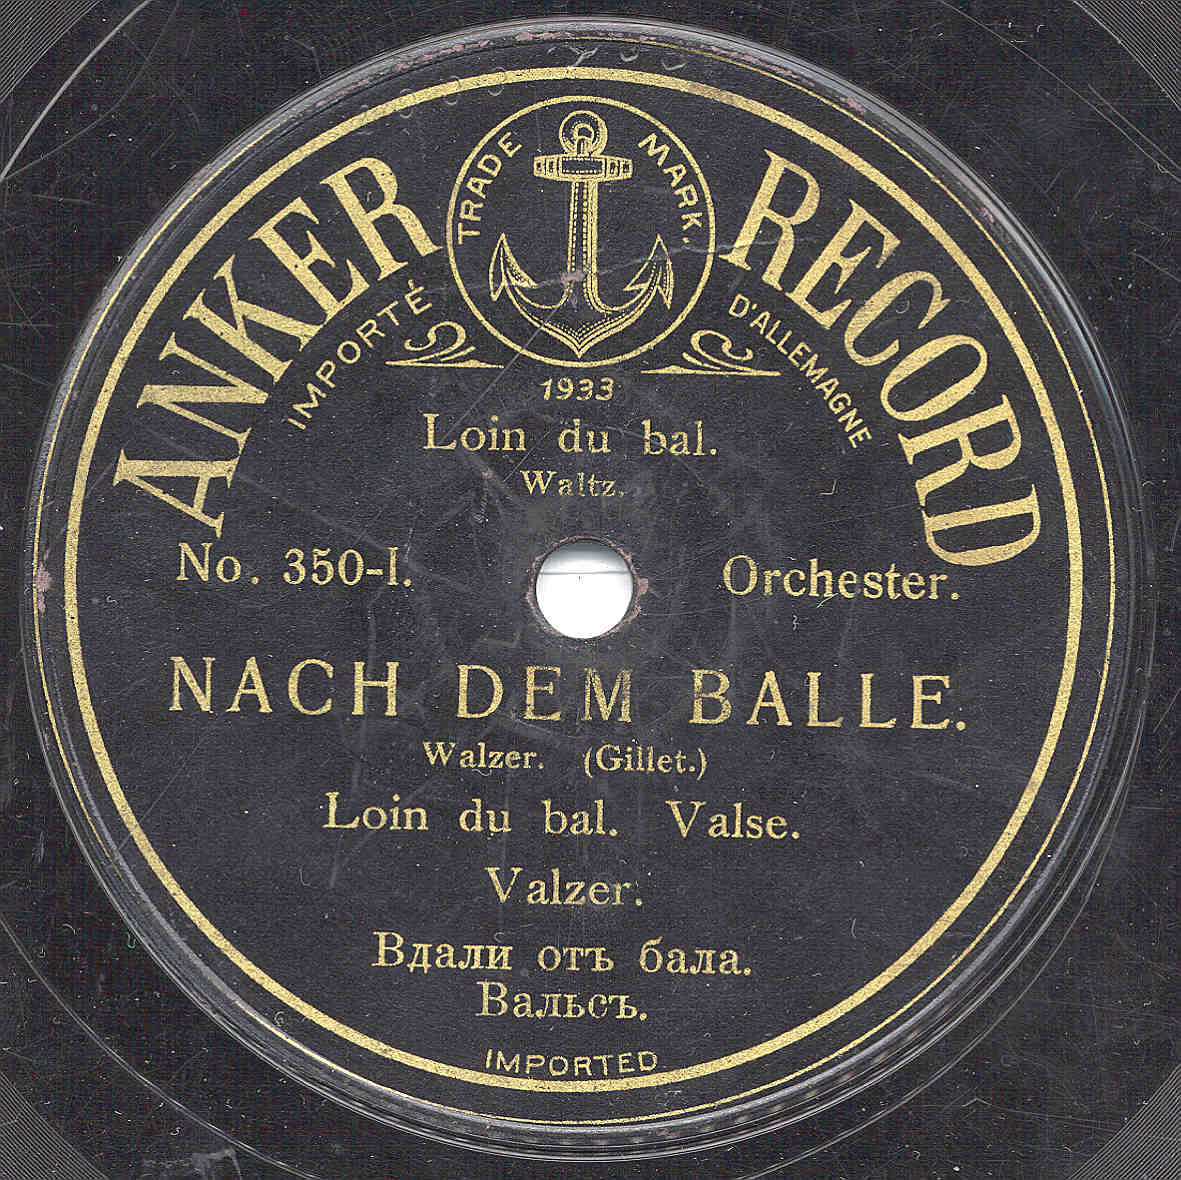 ANKER RECORD
TRADE MARK.
IMPORTÉ D'ALLEMAGNE
1933
Loin du bal.
Waltz.
No. 350-I. Orchester.
NACH DEM BALLE.
Walzer. (Gillet.)
Loin du bal. Valse.
Valzer.
Вдали отъ бала.
Вальсъ.
IMPORTED